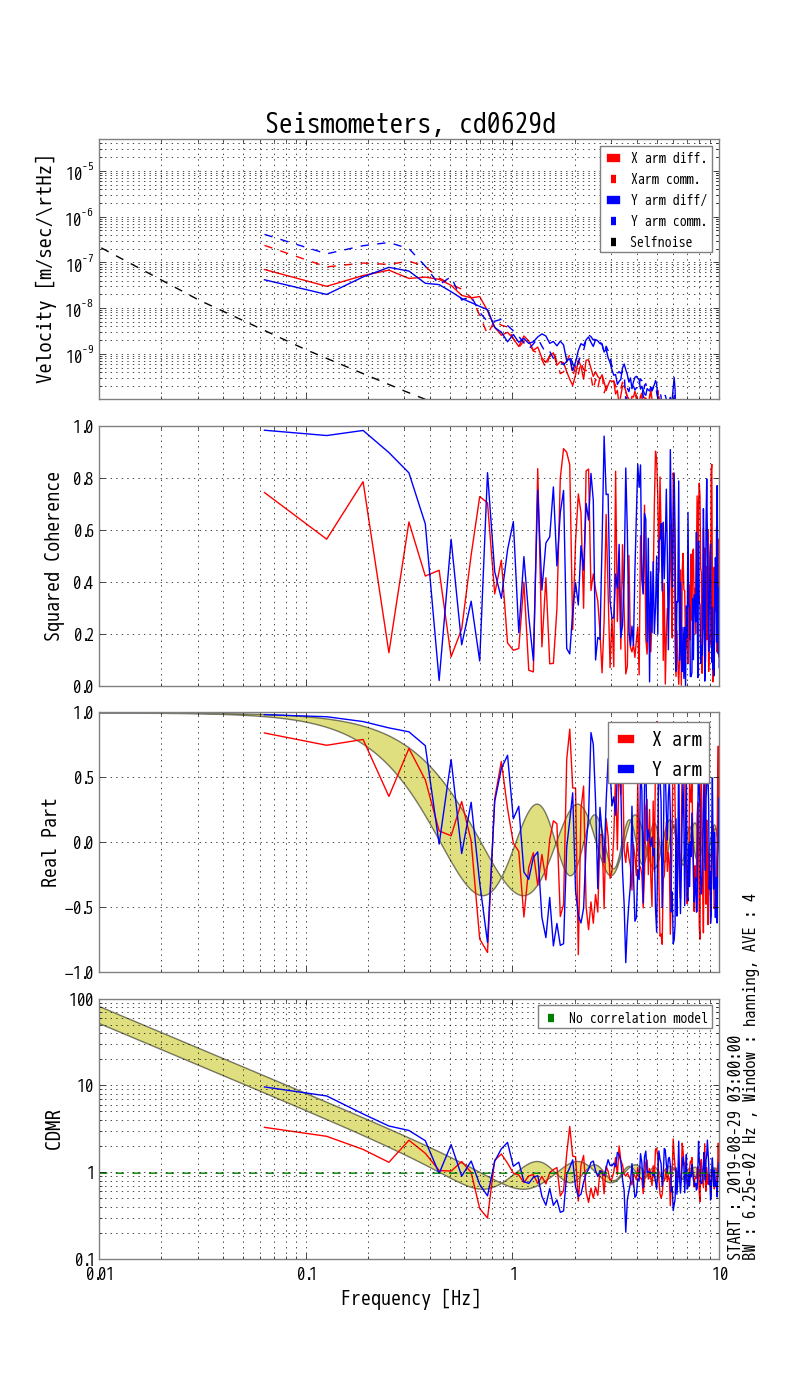 Seismometers, cd0629d
Velocity [m/sec/\rtHz]
10^-5
10^-6
10^-7
10^-8
10^-9
X arm diff.
Xarm comm.
Y arm diff/
Y arm comm.
Selfnoise
Squared Coherence
1.0
0.8
0.6
0.4
0.2
0.0
Real Part
1.0
0.5
0.0
−0.5
−1.0
X arm
Y arm
CDMR
100
10
1
0.1
No correlation model
0.01
0.1
1
10
Frequency [Hz]
START : 2019-08-29 03:00:00
BW : 6.25e-02 Hz , Window : hanning, AVE : 4